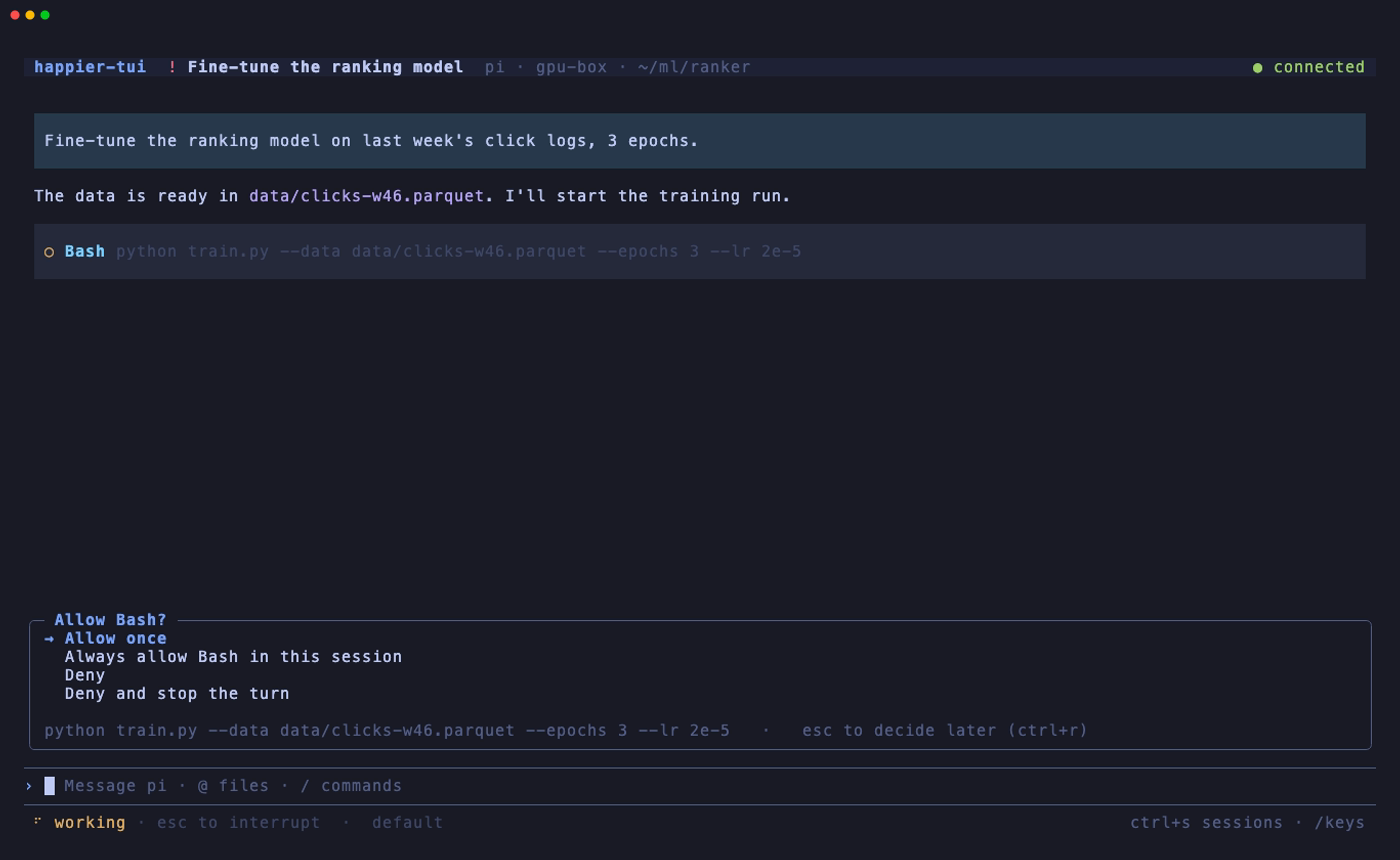 happier-tui ! Fine-tune the ranking model pi · gpu-box · ~/ml/ranker ● connected
Fine-tune the ranking model on last week's click logs, 3 epochs.
The data is ready in data/clicks-w46.parquet. I'll start the training run.
○ Bash python train.py --data data/clicks-w46.parquet --epochs 3 --lr 2e-5
Allow Bash?
→ Allow once
Always allow Bash in this session
Deny
Deny and stop the turn
python train.py --data data/clicks-w46.parquet --epochs 3 --lr 2e-5 · esc to decide later (ctrl+r)
› Message pi · @ files · / commands
working · esc to interrupt · default ctrl+s sessions · /keys